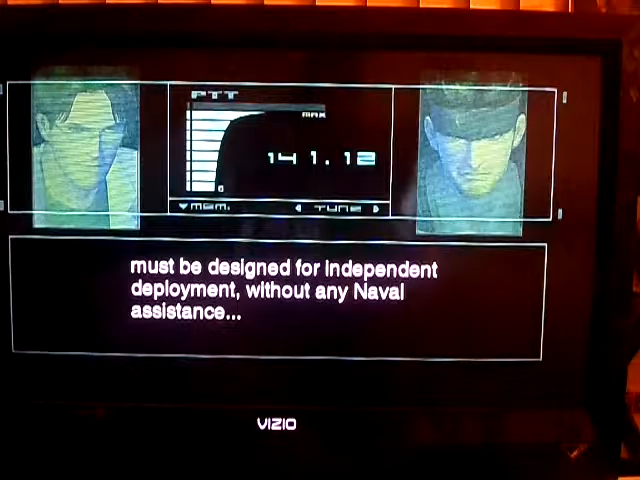 PTT
MAX
141.12
0
MEM.
TUNE
must be designed for independent
deployment, without any Naval
assistance...
VIZIO